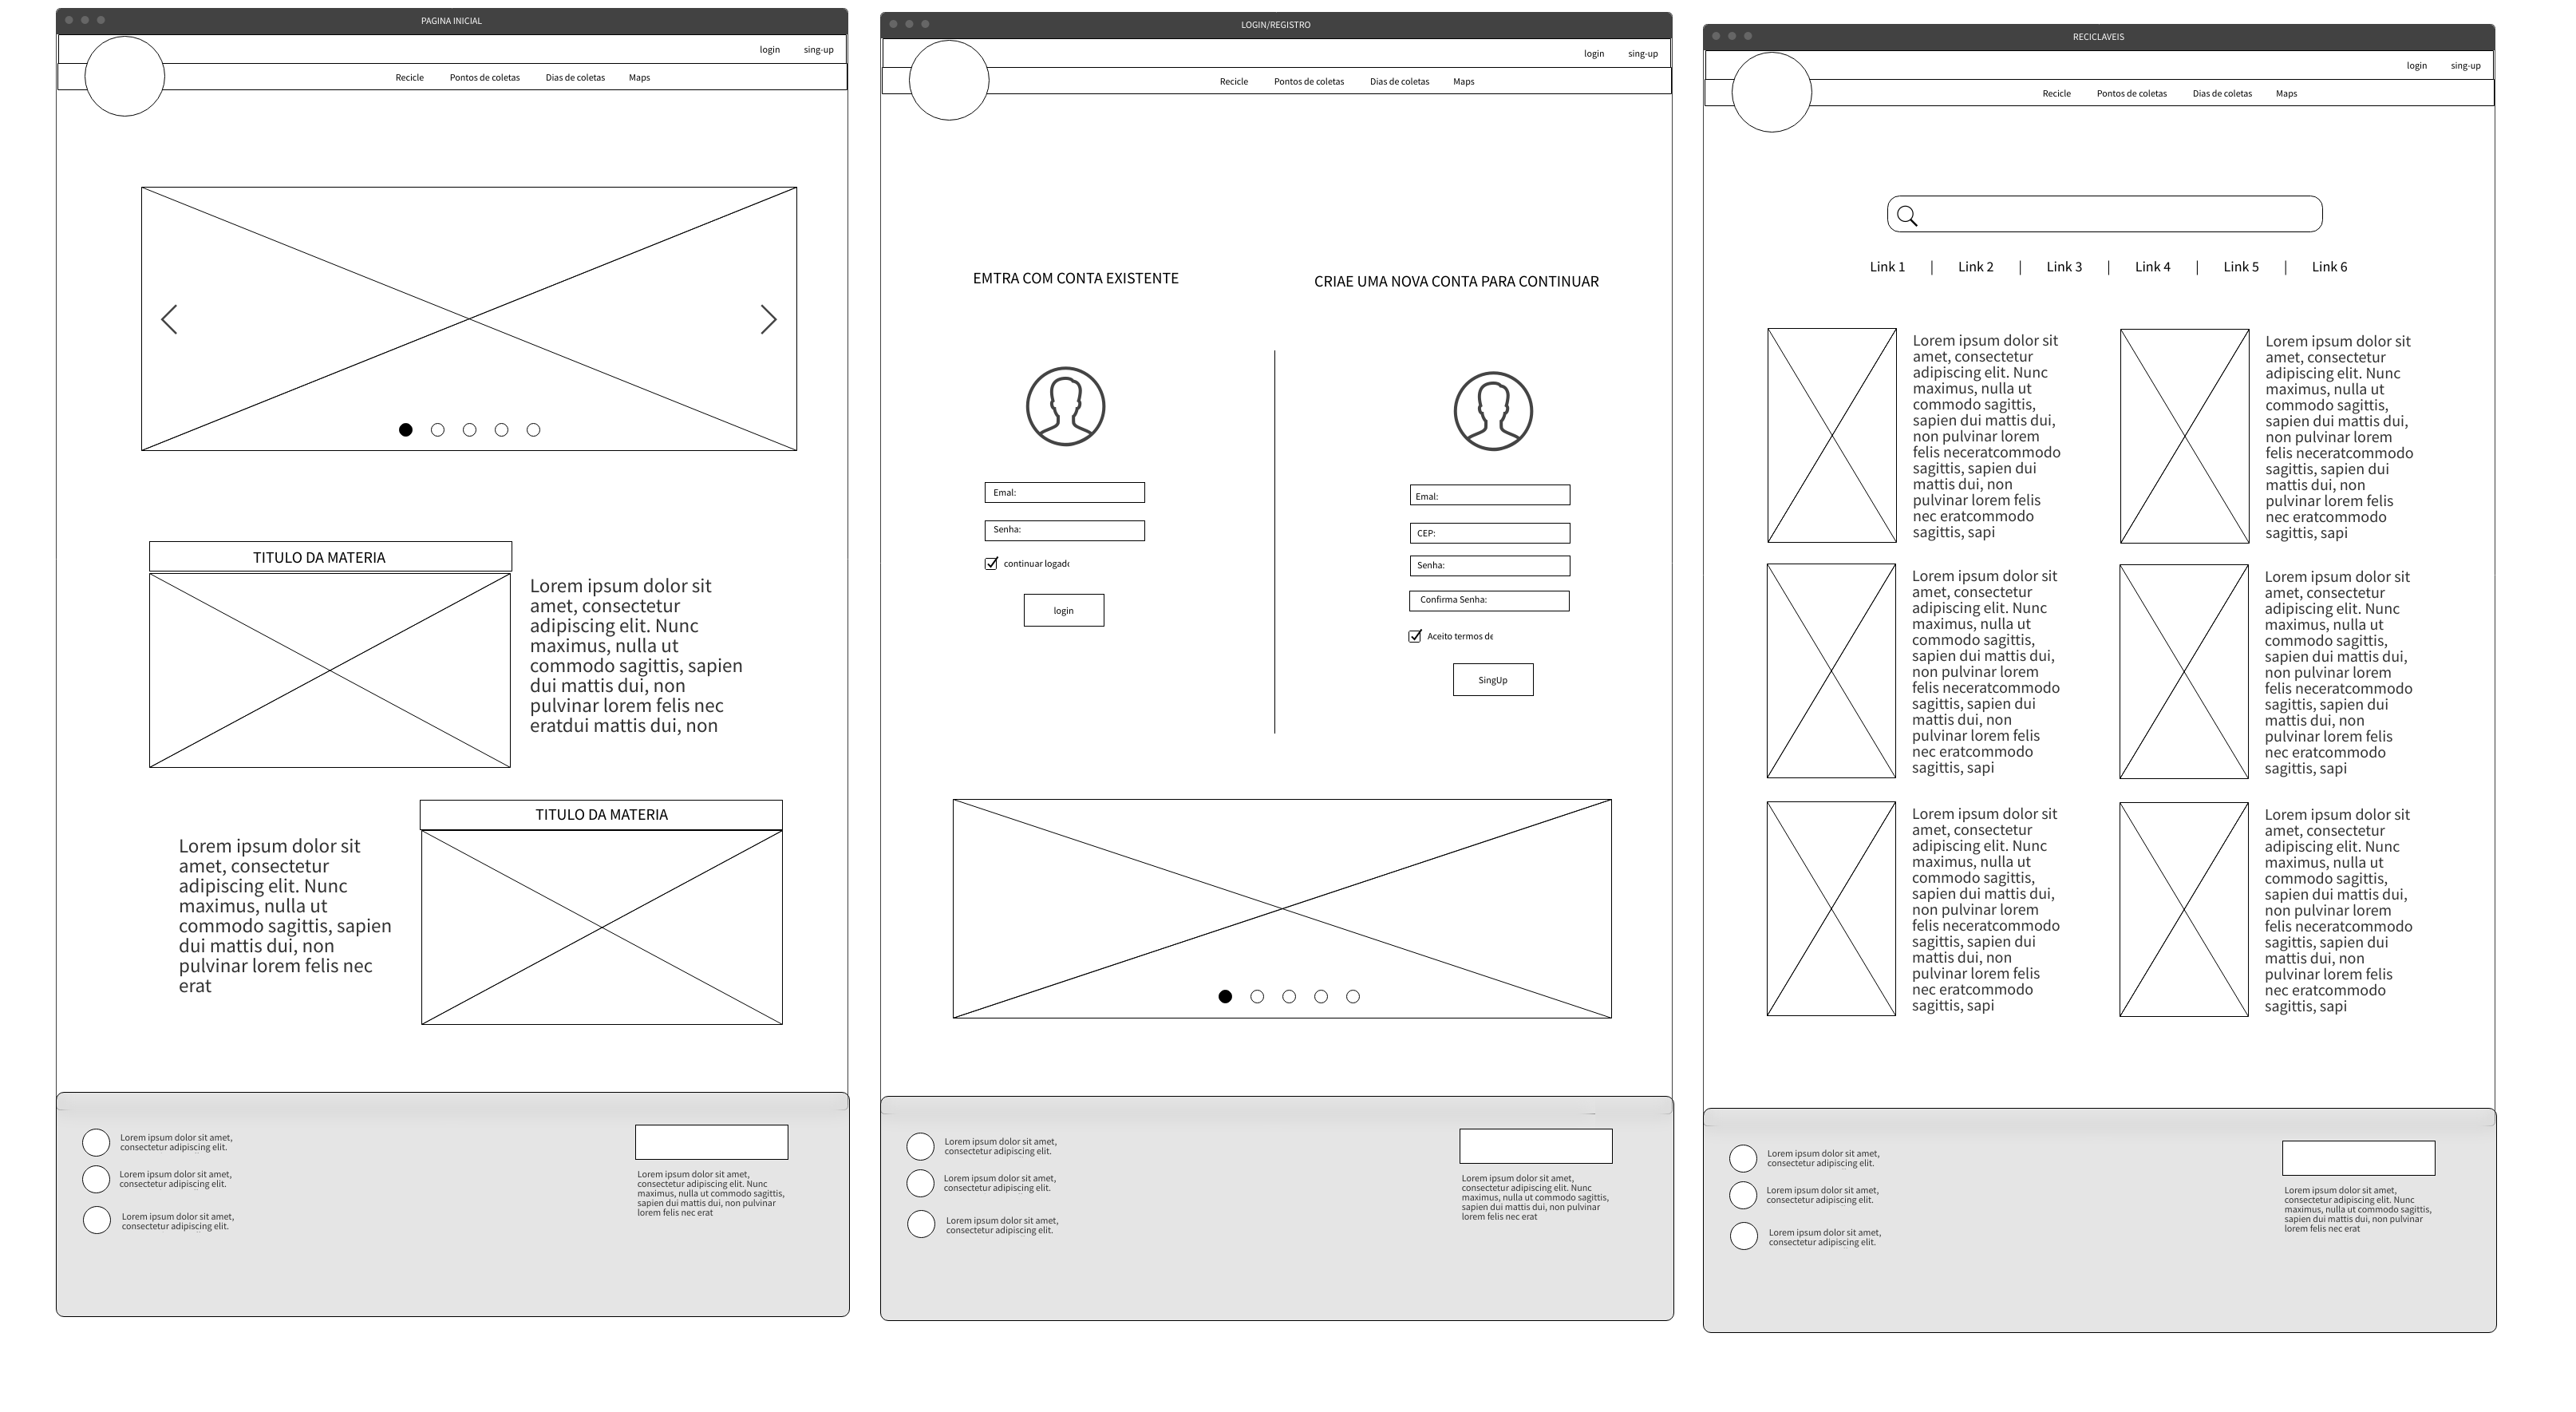 PAGINA INICIAL
login sing-up
Recicle Pontos de coletas Dias de coletas Maps
TITULO DA MATERIA
Lorem ipsum dolor sit
amet, consectetur
adipiscing elit. Nunc
maximus, nulla ut
commodo sagittis, sapien
dui mattis dui, non
pulvinar lorem felis nec
eratdui mattis dui, non
TITULO DA MATERIA
Lorem ipsum dolor sit
amet, consectetur
adipiscing elit. Nunc
maximus, nulla ut
commodo sagittis, sapien
dui mattis dui, non
pulvinar lorem felis nec
erat
Lorem ipsum dolor sit amet,
consectetur adipiscing elit.
Lorem ipsum dolor sit amet,
consectetur adipiscing elit.
Lorem ipsum dolor sit amet,
consectetur adipiscing elit.
Lorem ipsum dolor sit amet,
consectetur adipiscing elit. Nunc
maximus, nulla ut commodo sagittis,
sapien dui mattis dui, non pulvinar
lorem felis nec erat
LOGIN/REGISTRO
login sing-up
Recicle Pontos de coletas Dias de coletas Maps
EMTRA COM CONTA EXISTENTE
Emal:
Senha:
continuar logado
login
CRIAE UMA NOVA CONTA PARA CONTINUAR
Emal:
CEP:
Senha:
Confirma Senha:
Aceito termos de
SingUp
Lorem ipsum dolor sit amet,
consectetur adipiscing elit.
Lorem ipsum dolor sit amet,
consectetur adipiscing elit.
Lorem ipsum dolor sit amet,
consectetur adipiscing elit.
Lorem ipsum dolor sit amet,
consectetur adipiscing elit. Nunc
maximus, nulla ut commodo sagittis,
sapien dui mattis dui, non pulvinar
lorem felis nec erat
RECICLAVEIS
login sing-up
Recicle Pontos de coletas Dias de coletas Maps
Link 1 | Link 2 | Link 3 | Link 4 | Link 5 | Link 6
Lorem ipsum dolor sit
amet, consectetur
adipiscing elit. Nunc
maximus, nulla ut
commodo sagittis,
sapien dui mattis dui,
non pulvinar lorem
felis neceratcommodo
sagittis, sapien dui
mattis dui, non
pulvinar lorem felis
nec eratcommodo
sagittis, sapi
Lorem ipsum dolor sit
amet, consectetur
adipiscing elit. Nunc
maximus, nulla ut
commodo sagittis,
sapien dui mattis dui,
non pulvinar lorem
felis neceratcommodo
sagittis, sapien dui
mattis dui, non
pulvinar lorem felis
nec eratcommodo
sagittis, sapi
Lorem ipsum dolor sit
amet, consectetur
adipiscing elit. Nunc
maximus, nulla ut
commodo sagittis,
sapien dui mattis dui,
non pulvinar lorem
felis neceratcommodo
sagittis, sapien dui
mattis dui, non
pulvinar lorem felis
nec eratcommodo
sagittis, sapi
Lorem ipsum dolor sit
amet, consectetur
adipiscing elit. Nunc
maximus, nulla ut
commodo sagittis,
sapien dui mattis dui,
non pulvinar lorem
felis neceratcommodo
sagittis, sapien dui
mattis dui, non
pulvinar lorem felis
nec eratcommodo
sagittis, sapi
Lorem ipsum dolor sit
amet, consectetur
adipiscing elit. Nunc
maximus, nulla ut
commodo sagittis,
sapien dui mattis dui,
non pulvinar lorem
felis neceratcommodo
sagittis, sapien dui
mattis dui, non
pulvinar lorem felis
nec eratcommodo
sagittis, sapi
Lorem ipsum dolor sit
amet, consectetur
adipiscing elit. Nunc
maximus, nulla ut
commodo sagittis,
sapien dui mattis dui,
non pulvinar lorem
felis neceratcommodo
sagittis, sapien dui
mattis dui, non
pulvinar lorem felis
nec eratcommodo
sagittis, sapi
Lorem ipsum dolor sit amet,
consectetur adipiscing elit.
Lorem ipsum dolor sit amet,
consectetur adipiscing elit.
Lorem ipsum dolor sit amet,
consectetur adipiscing elit.
Lorem ipsum dolor sit amet,
consectetur adipiscing elit. Nunc
maximus, nulla ut commodo sagittis,
sapien dui mattis dui, non pulvinar
lorem felis nec erat